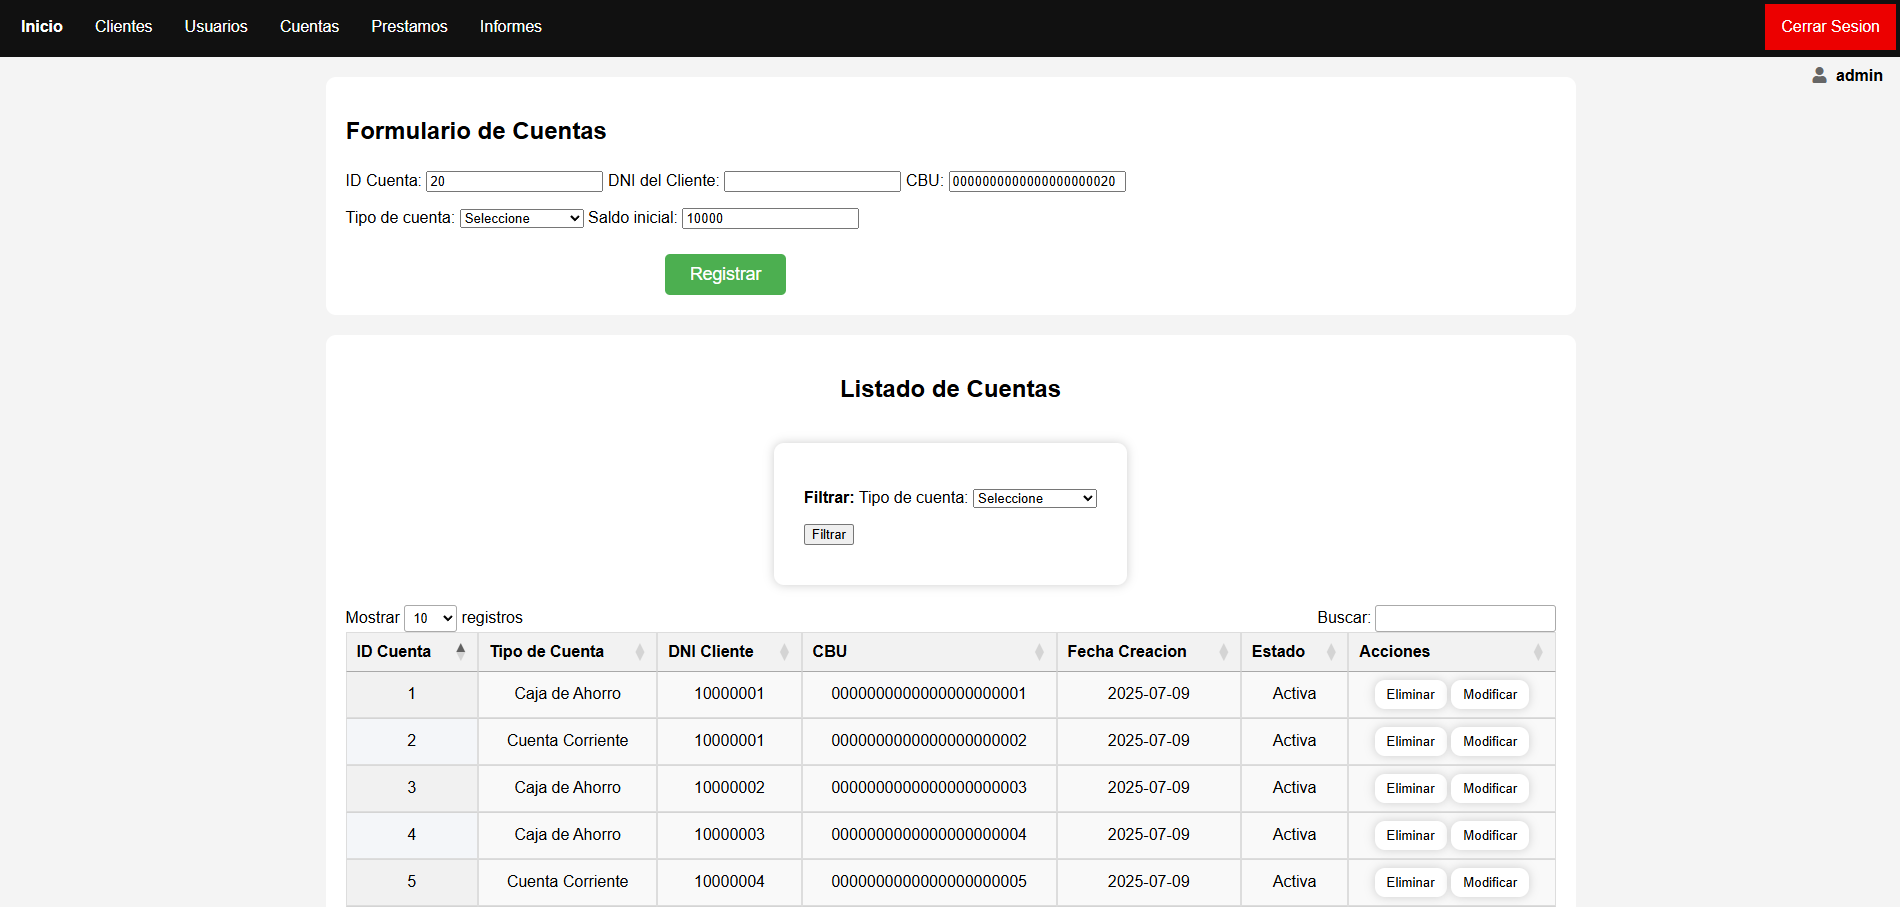 Inicio Clientes Usuarios Cuentas Prestamos Informes Cerrar Sesion
admin
Formulario de Cuentas
ID Cuenta: 20 DNI del Cliente: CBU: 0000000000000000000020
Tipo de cuenta: Seleccione Saldo inicial: 10000
Registrar
Listado de Cuentas
Filtrar: Tipo de cuenta: Seleccione
Filtrar
Mostrar 10 registros Buscar:
ID Cuenta Tipo de Cuenta DNI Cliente CBU Fecha Creacion Estado Acciones
1 Caja de Ahorro 10000001 0000000000000000000001 2025-07-09 Activa Eliminar Modificar
2 Cuenta Corriente 10000001 0000000000000000000002 2025-07-09 Activa Eliminar Modificar
3 Caja de Ahorro 10000002 0000000000000000000003 2025-07-09 Activa Eliminar Modificar
4 Caja de Ahorro 10000003 0000000000000000000004 2025-07-09 Activa Eliminar Modificar
5 Cuenta Corriente 10000004 0000000000000000000005 2025-07-09 Activa Eliminar Modificar